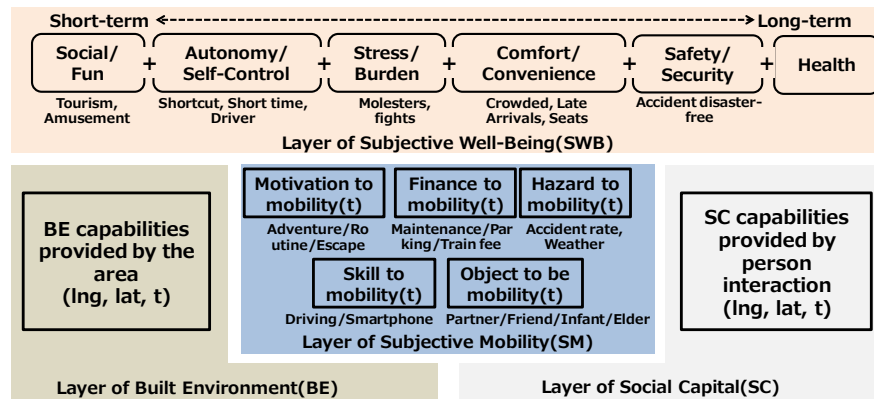 Short-term
Long-term
Social/
Fun
+
Autonomy/
Self-Control
+
Stress/
Burden
+
Comfort/
Convenience
+
Safety/
Security
+
Health
Tourism,
Amusement
Shortcut, Short time,
Driver
Molesters,
fights
Crowded, Late
Arrivals, Seats
Accident disaster-
free
Layer of Subjective Well-Being(SWB)
BE capabilities
provided by the
area
(lng, lat, t)
Motivation to
mobility(t)
Adventure/Ro
utine/Escape
Finance to
mobility(t)
Maintenance/Par
king/Train fee
Hazard to
mobility(t)
Accident rate,
Weather
Skill to
mobility(t)
Driving/Smartphone
Object to be
mobility(t)
Partner/Friend/Infant/Elder
Layer of Subjective Mobility(SM)
SC capabilities
provided by
person
interaction
(lng, lat, t)
Layer of Built Environment(BE)
Layer of Social Capital(SC)